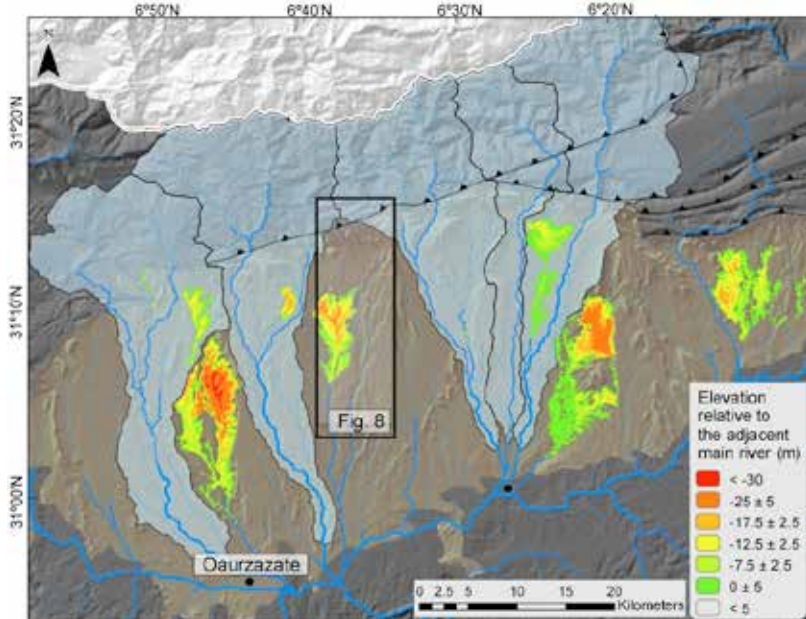 6°50'N 6°40'N 6°30'N 6°20'N
N
31°20'N
31°10'N
31°00'N
Fig. 8
Oaurzazate
Elevation
relative to
the adjacent
main river (m)
< -30
-25 ± 5
-17.5 ± 2.5
-12.5 ± 2.5
-7.5 ± 2.5
0 ± 5
< 5
0 2.5 5 10 15 20
Kilometers